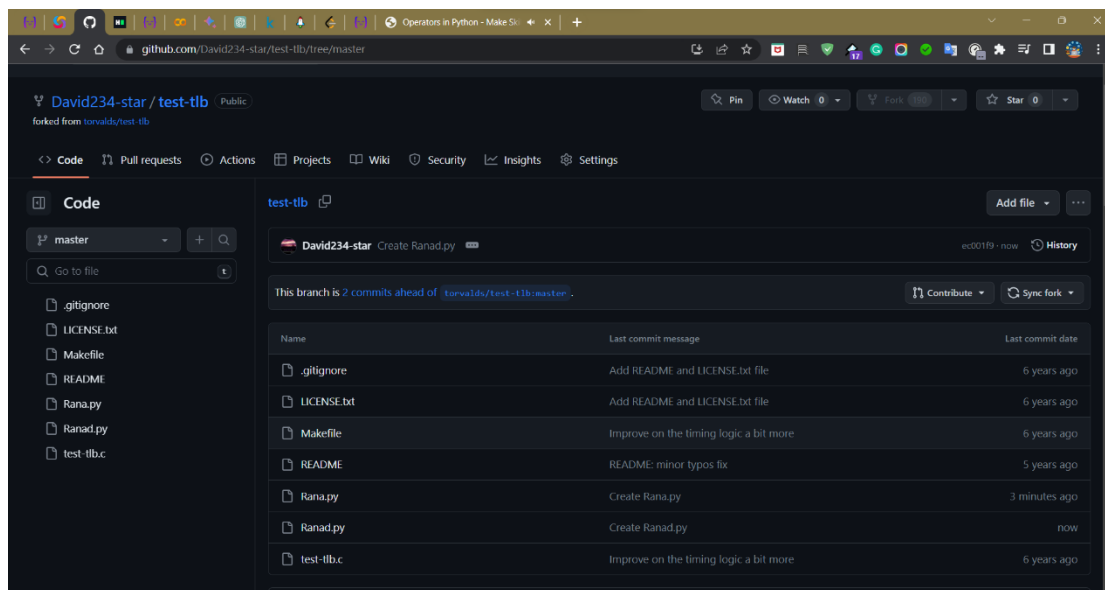 Operators in Python - Make Ski
github.com/David234-star/test-tlb/tree/master
17
David234-star / test-tlb Public
Pin Watch 0 Fork 190 Star 0
forked from torvalds/test-tlb
Code Pull requests Actions Projects Wiki Security Insights Settings
Code
master
Go to file t
.gitignore
LICENSE.txt
Makefile
README
Rana.py
Ranad.py
test-tlb.c
test-tlb
Add file
David234-star Create Ranad.py ec001f9 · now History
This branch is 2 commits ahead of torvalds/test-tlb:master .
Contribute Sync fork
Name Last commit message Last commit date
.gitignore Add README and LICENSE.txt file 6 years ago
LICENSE.txt Add README and LICENSE.txt file 6 years ago
Makefile Improve on the timing logic a bit more 6 years ago
README README: minor typos fix 5 years ago
Rana.py Create Rana.py 3 minutes ago
Ranad.py Create Ranad.py now
test-tlb.c Improve on the timing logic a bit more 6 years ago